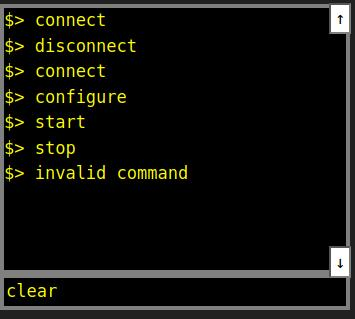 $> connect
$> disconnect
$> connect
$> configure
$> start
$> stop
$> invalid command
clear